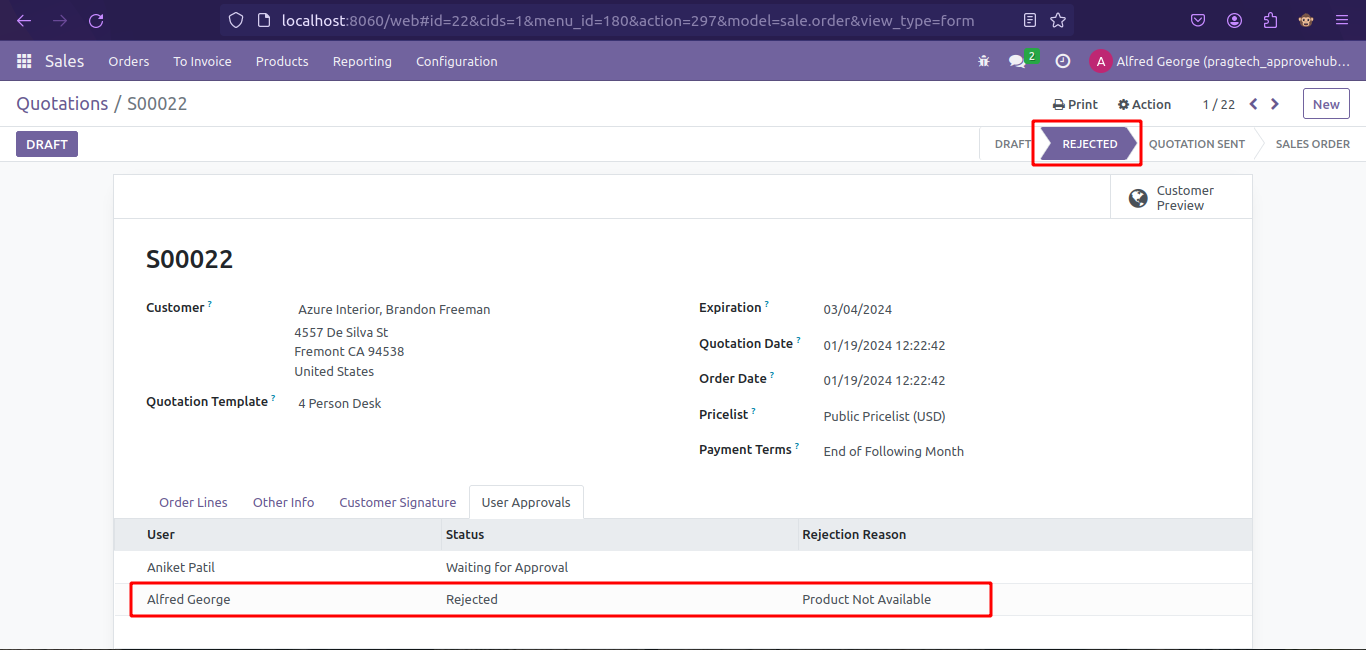 localhost:8060/web#id=22&cids=1&menu_id=180&action=297&model=sale.order&view_type=form
Sales Orders To Invoice Products Reporting Configuration 2 A Alfred George (pragtech_approvehub...
Quotations / S00022 Print Action 1 / 22 New
DRAFT DRAFT REJECTED QUOTATION SENT SALES ORDER
Customer
Preview
S00022
Customer ? Azure Interior, Brandon Freeman Expiration ? 03/04/2024
4557 De Silva St
Fremont CA 94538 Quotation Date ? 01/19/2024 12:22:42
United States Order Date ? 01/19/2024 12:22:42
Quotation Template ? 4 Person Desk Pricelist ? Public Pricelist (USD)
Payment Terms ? End of Following Month
Order Lines Other Info Customer Signature User Approvals
User Status Rejection Reason
Aniket Patil Waiting for Approval
Alfred George Rejected Product Not Available